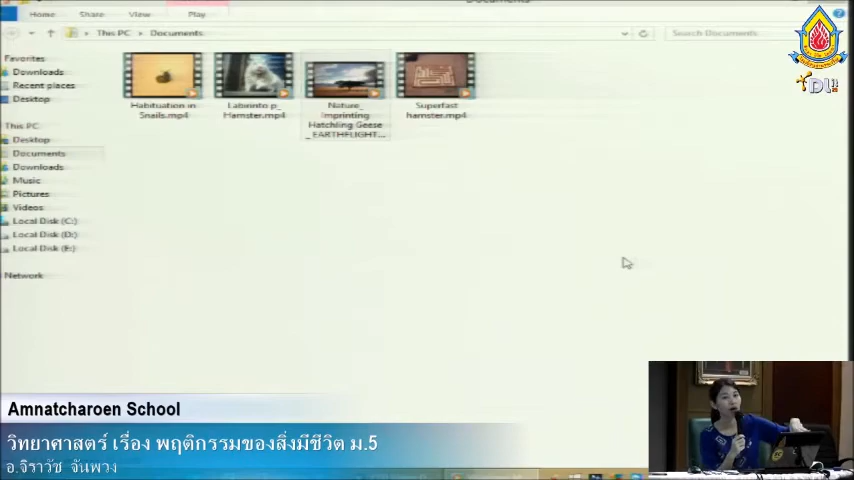 Documents
Home Share View Play
This PC Documents Search Documents
Favorites
Downloads
Recent places
Desktop
This PC
Desktop
Documents
Downloads
Music
Pictures
Videos
Local Disk (C:)
Local Disk (D:)
Local Disk (E:)
Network
Habituation in
Snails.mp4
Labirinto p_
Hamster.mp4
Nature_
Imprinting
Hatchling Geese
_ EARTHFLIGHT...
Superfast
hamster.mp4
Amnatcharoen School
วิทยาศาสตร์ เรื่อง พฤติกรรมของสิ่งมีชีวิต ม.5
อ.จิราวัช จันพวง